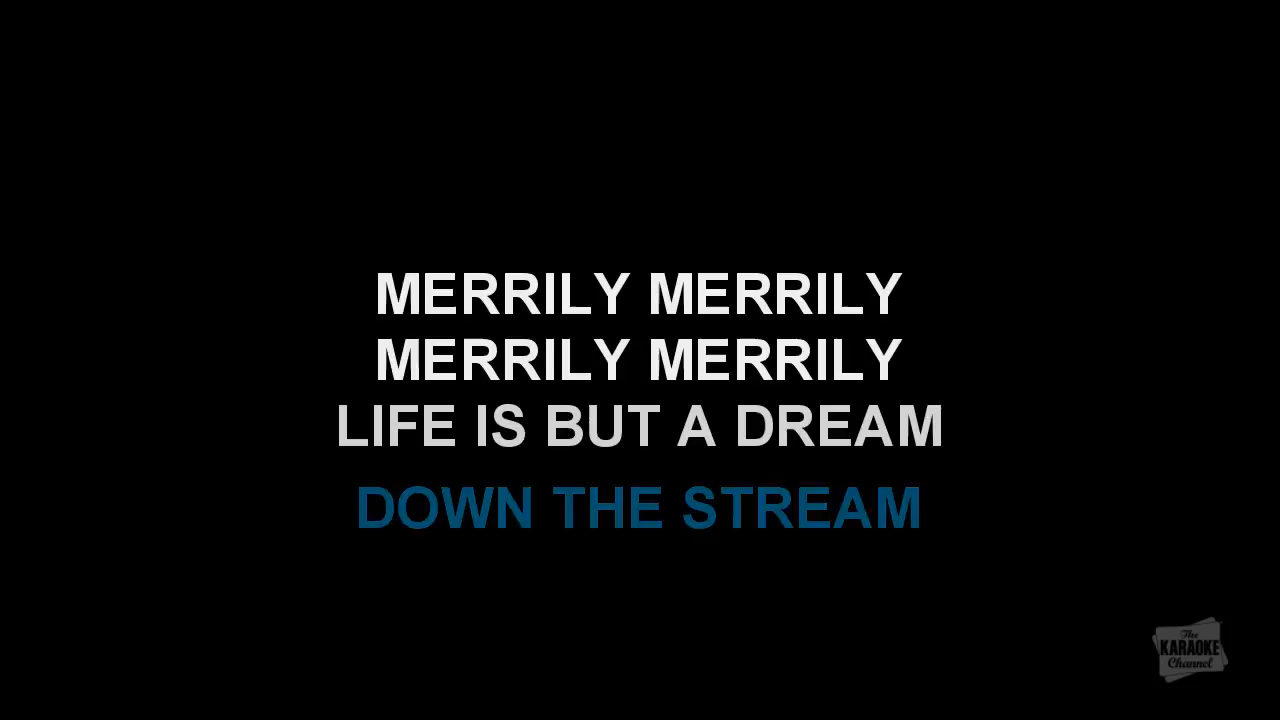 MERRILY MERRILY
MERRILY MERRILY
LIFE IS BUT A DREAM
DOWN THE STREAM
The
KARAOKE
Channel